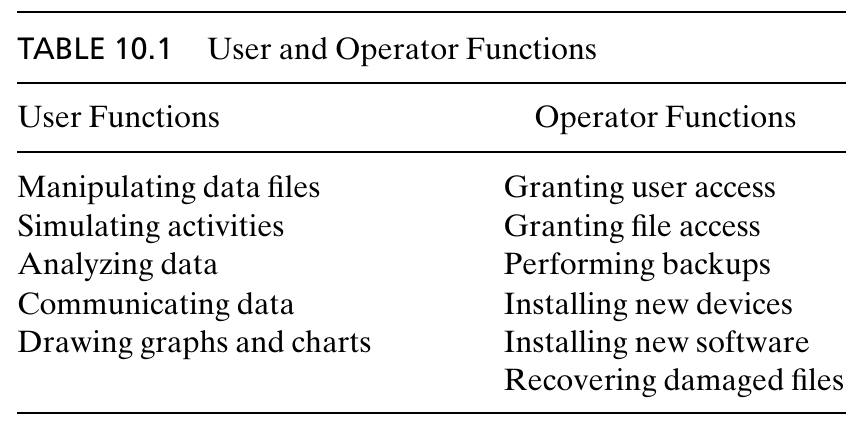 TABLE 10.1 User and Operator Functions
User Functions Operator Functions
Manipulating data files Granting user access
Simulating activities Granting file access
Analyzing data Performing backups
Communicating data Installing new devices
Drawing graphs and charts Installing new software
Recovering damaged files